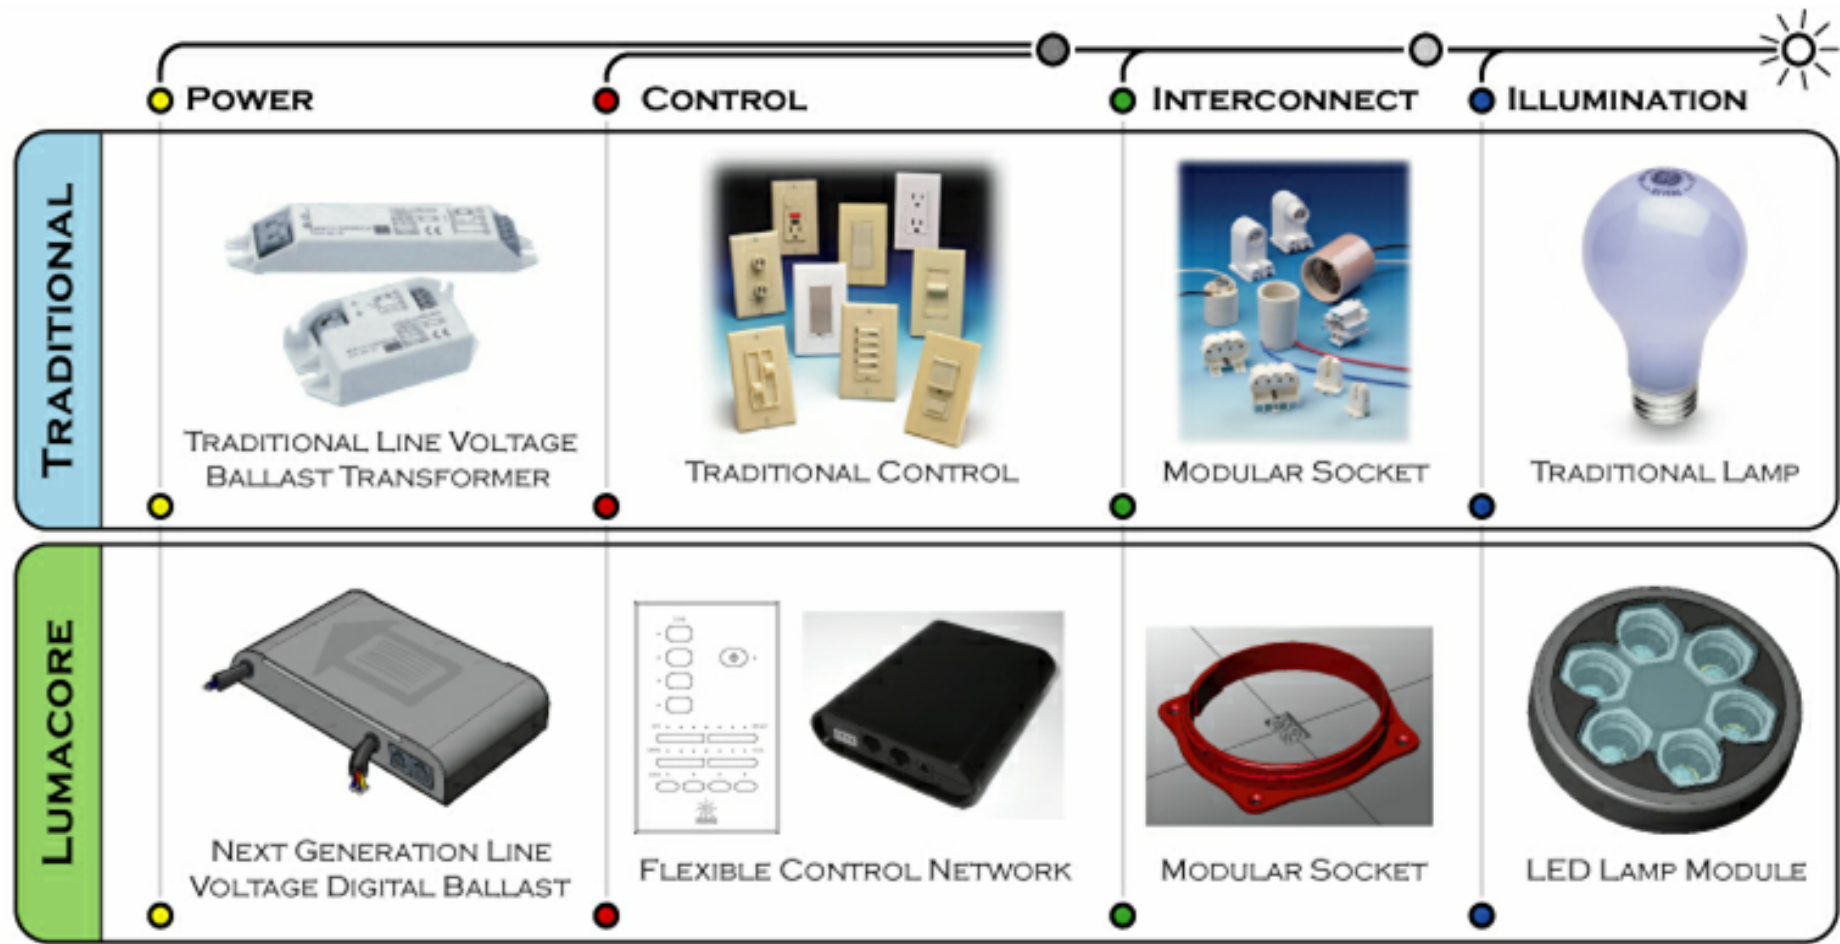 POWER
CONTROL
INTERCONNECT
ILLUMINATION
TRADITIONAL
TRADITIONAL LINE VOLTAGE
BALLAST TRANSFORMER
TRADITIONAL CONTROL
MODULAR SOCKET
TRADITIONAL LAMP
LUMACORE
NEXT GENERATION LINE
VOLTAGE DIGITAL BALLAST
FLEXIBLE CONTROL NETWORK
MODULAR SOCKET
LED LAMP MODULE